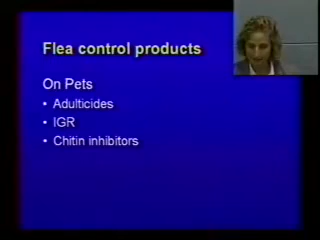 Flea control products
On Pets
• Adulticides
• IGR
• Chitin inhibitors